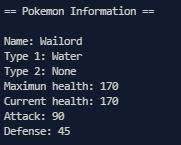 == Pokemon Information ==
Name: Wailord
Type 1: Water
Type 2: None
Maximun health: 170
Current health: 170
Attack: 90
Defense: 45